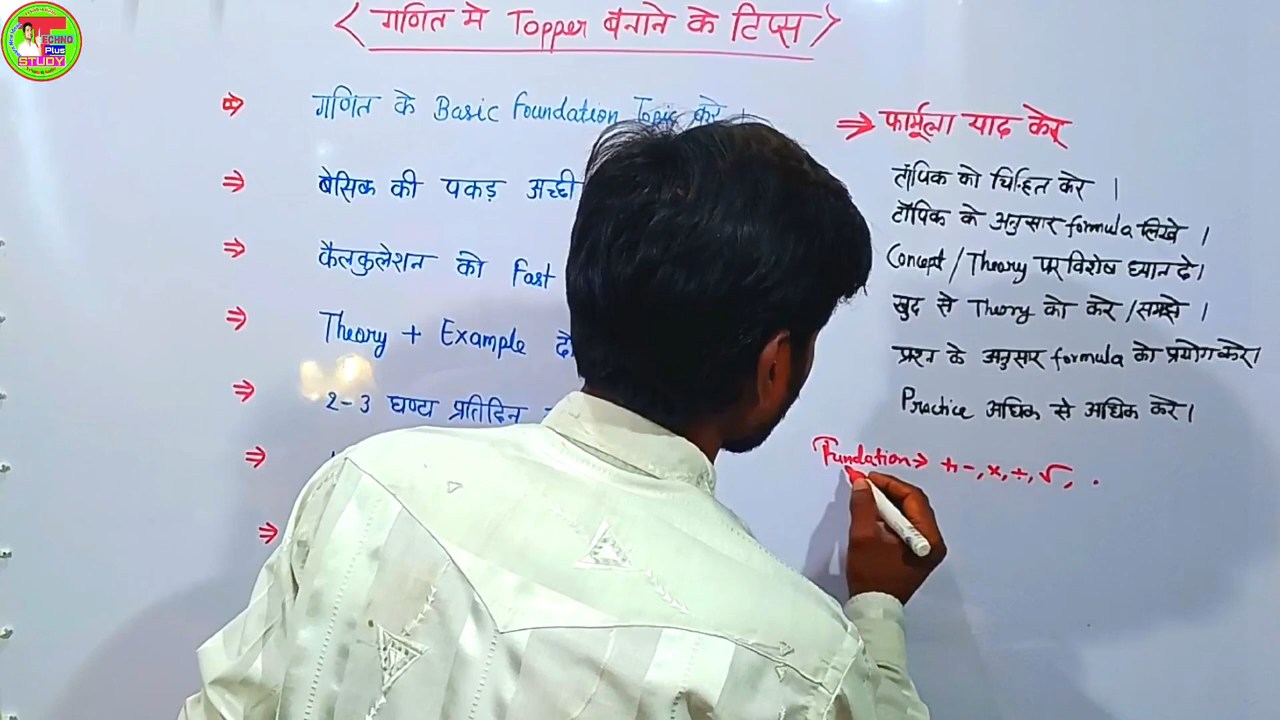 TECHNO
Plus
STUDY
< गणित मे Topper बनाने के टिप्स >
⇒ गणित के Basic Foundation Topic करे ।
⇒ बेसिक की पकड़ अच्छी
⇒ कैलकुलेशन को Fast
⇒ Theory + Example
⇒ 2-3 घण्टा प्रतिदिन
⇒
⇒
⇒ फार्मूला याद करे
टॉपिक को चिन्हित करे ।
टॉपिक के अनुसार formula लिखे ।
Concept / Theory पर विशेष ध्यान दे।
खुद से Theory को करे / समझे ।
प्रश्न के अनुसार formula को प्रयोग करे।
Practice अधिक से अधिक करे।
Fundation → + -, ×, ÷, √, .